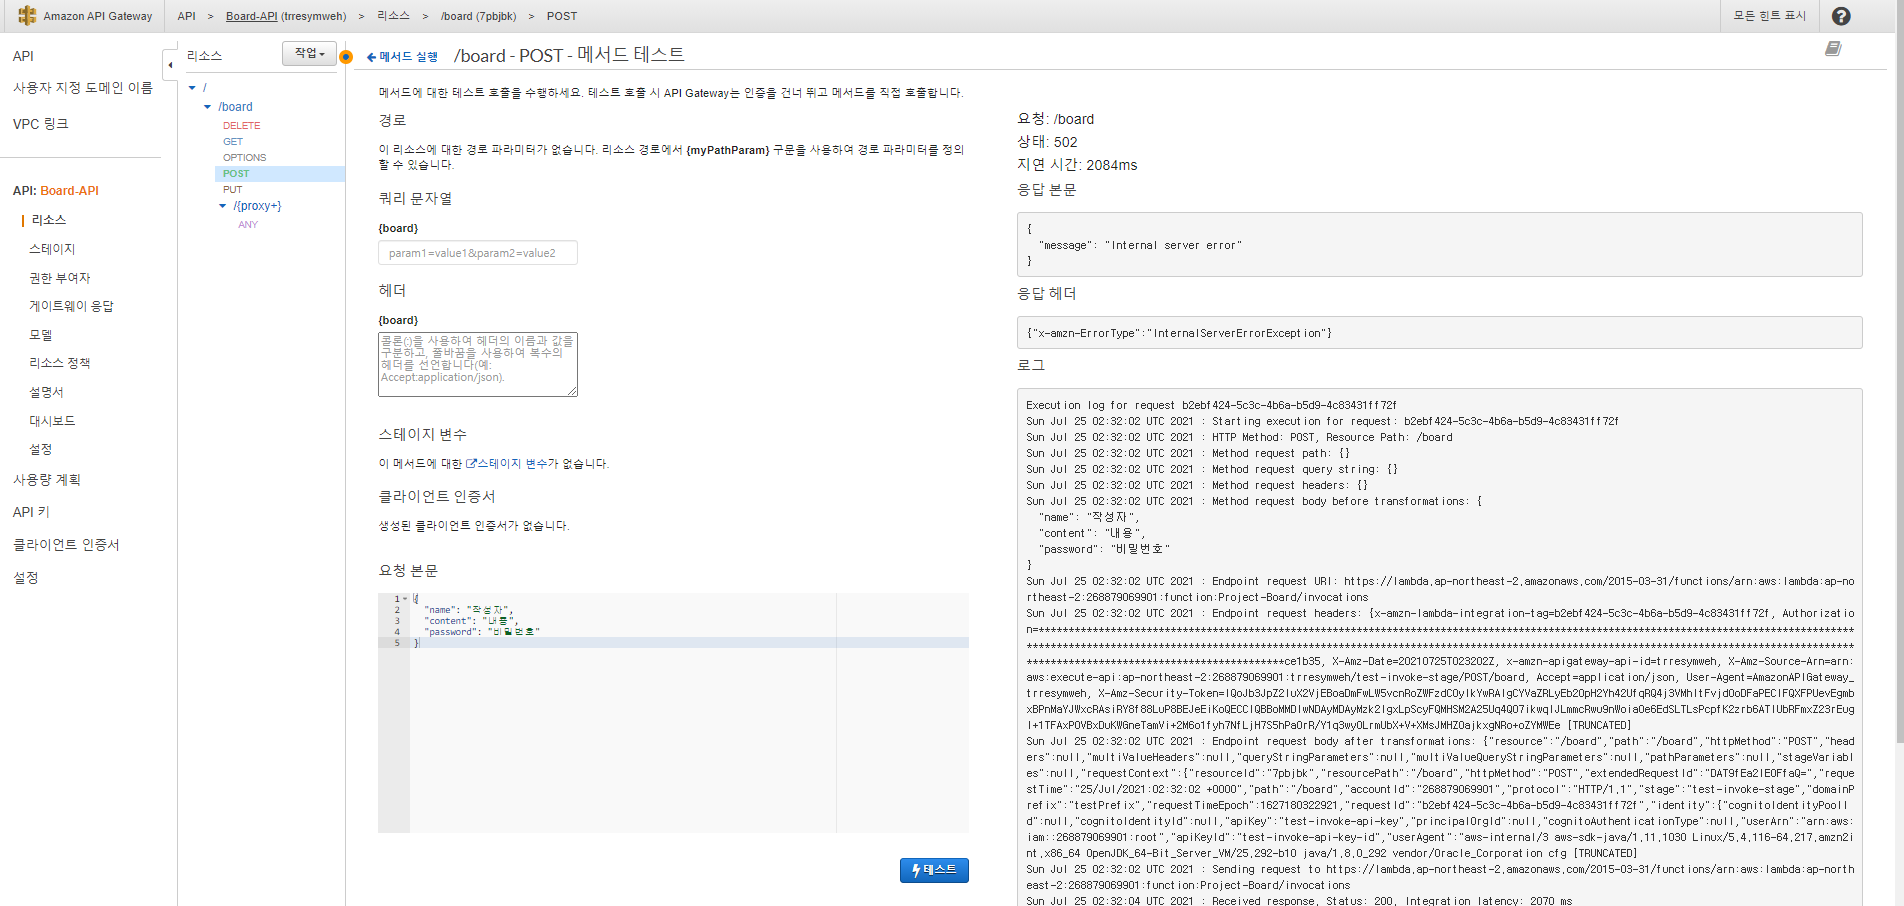 Amazon API Gateway
API > Board-API (trresymweh) > 리소스 > /board (7pbjbk) > POST
모든 힌트 표시
API
사용자 지정 도메인 이름
VPC 링크
API: Board-API
리소스
스테이지
권한 부여자
게이트웨이 응답
모델
리소스 정책
설명서
대시보드
설정
사용량 계획
API 키
클라이언트 인증서
설정
리소스
작업
/
/board
DELETE
GET
OPTIONS
POST
PUT
/{proxy+}
ANY
메서드 실행 /board - POST - 메서드 테스트
메서드에 대한 테스트 호출을 수행하세요. 테스트 호출 시 API Gateway는 인증을 건너 뛰고 메서드를 직접 호출합니다.
경로
이 리소스에 대한 경로 파라미터가 없습니다. 리소스 경로에서 {myPathParam} 구문을 사용하여 경로 파라미터를 정의
할 수 있습니다.
쿼리 문자열
{board}
param1=value1&param2=value2
헤더
{board}
콜론(:)을 사용하여 헤더의 이름과 값을
구분하고, 줄바꿈을 사용하여 복수의
헤더를 선언합니다(예:
Accept:application/json).
스테이지 변수
이 메서드에 대한 스테이지 변수가 없습니다.
클라이언트 인증서
생성된 클라이언트 인증서가 없습니다.
요청 본문
1 {
2 "name": "작성자",
3 "content": "내용",
4 "password": "비밀번호"
5 }
테스트
요청: /board
상태: 502
지연 시간: 2084ms
응답 본문
{
"message": "Internal server error"
}
응답 헤더
{"x-amzn-ErrorType":"InternalServerErrorException"}
로그
Execution log for request b2ebf424-5c3c-4b6a-b5d9-4c83431ff72f
Sun Jul 25 02:32:02 UTC 2021 : Starting execution for request: b2ebf424-5c3c-4b6a-b5d9-4c83431ff72f
Sun Jul 25 02:32:02 UTC 2021 : HTTP Method: POST, Resource Path: /board
Sun Jul 25 02:32:02 UTC 2021 : Method request path: {}
Sun Jul 25 02:32:02 UTC 2021 : Method request query string: {}
Sun Jul 25 02:32:02 UTC 2021 : Method request headers: {}
Sun Jul 25 02:32:02 UTC 2021 : Method request body before transformations: {
"name": "작성자",
"content": "내용",
"password": "비밀번호"
}
Sun Jul 25 02:32:02 UTC 2021 : Endpoint request URI: https://lambda.ap-northeast-2.amazonaws.com/2015-03-31/functions/arn:aws:lambda:ap-no
rtheast-2:268879069901:function:Project-Board/invocations
Sun Jul 25 02:32:02 UTC 2021 : Endpoint request headers: {x-amzn-lambda-integration-tag=b2ebf424-5c3c-4b6a-b5d9-4c83431ff72f, Authorizatio
ce1b35, X-Amz-Date=20210725T023202Z, x-amzn-apigateway-api-id=trresymweh, X-Amz-Source-Arn=arn:
aws:execute-api:ap-northeast-2:268879069901:trresymweh/test-invoke-stage/POST/board, Accept=application/json, User-Agent=AmazonAPIGateway_
trresymweh, [TRUNCATED]
Sun Jul 25 02:32:02 UTC 2021 : Endpoint request body after transformations: {"resource":"/board","path":"/board","httpMethod":"POST","head
ers":null,"multiValueHeaders":null,"queryStringParameters":null,"multiValueQueryStringParameters":null,"pathParameters":null,"stageVariabl
es":null,"requestContext":{"resourceId":"7pbjbk","resourcePath":"/board","httpMethod":"POST","extendedRequestId":"DAT9fEa2IE0FfaQ=","reque
stTime":"25/Jul/2021:02:32:02 +0000","path":"/board","accountId":"268879069901","protocol":"HTTP/1.1","stage":"test-invoke-stage","domainP
refix":"testPrefix","requestTimeEpoch":1627180322921,"requestId":"b2ebf424-5c3c-4b6a-b5d9-4c83431ff72f","identity":{"cognitoIdentityPoolI
d":null,"cognitoIdentityId":null,"apiKey":"test-invoke-api-key","principalOrgId":null,"cognitoAuthenticationType":null,"userArn":"arn:aws:
iam::268879069901:root","apiKeyId":"test-invoke-api-key-id","userAgent":"aws-internal/3 aws-sdk-java/1.11.1030 Linux/5.4.116-64.217.amzn2i
nt.x86_64 OpenJDK_64-Bit_Server_VM/25.292-b10 java/1.8.0_292 vendor/Oracle_Corporation cfg [TRUNCATED]
Sun Jul 25 02:32:02 UTC 2021 : Sending request to https://lambda.ap-northeast-2.amazonaws.com/2015-03-31/functions/arn:aws:lambda:ap-north
east-2:268879069901:function:Project-Board/invocations
Sun Jul 25 02:32:04 UTC 2021 : Received response. Status: 200, Integration latency: 2070 ms